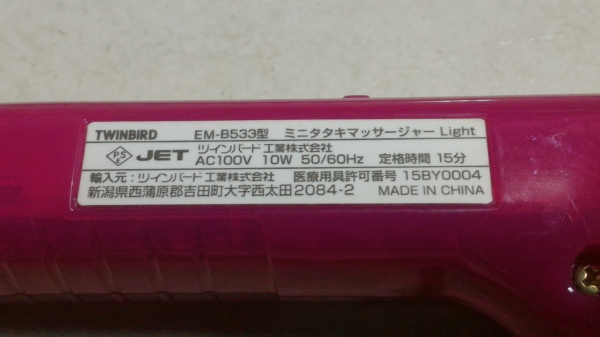 TWINBIRD EM-B533型 ミニタタキマッサージャー Light
PSE JET ツインバード工業株式会社
AC100V 10W 50/60Hz 定格時間 15分
輸入元:ツインバード工業株式会社 医療用具許可番号 15BY0004
新潟県西蒲原郡吉田町大字西太田2084-2 MADE IN CHINA